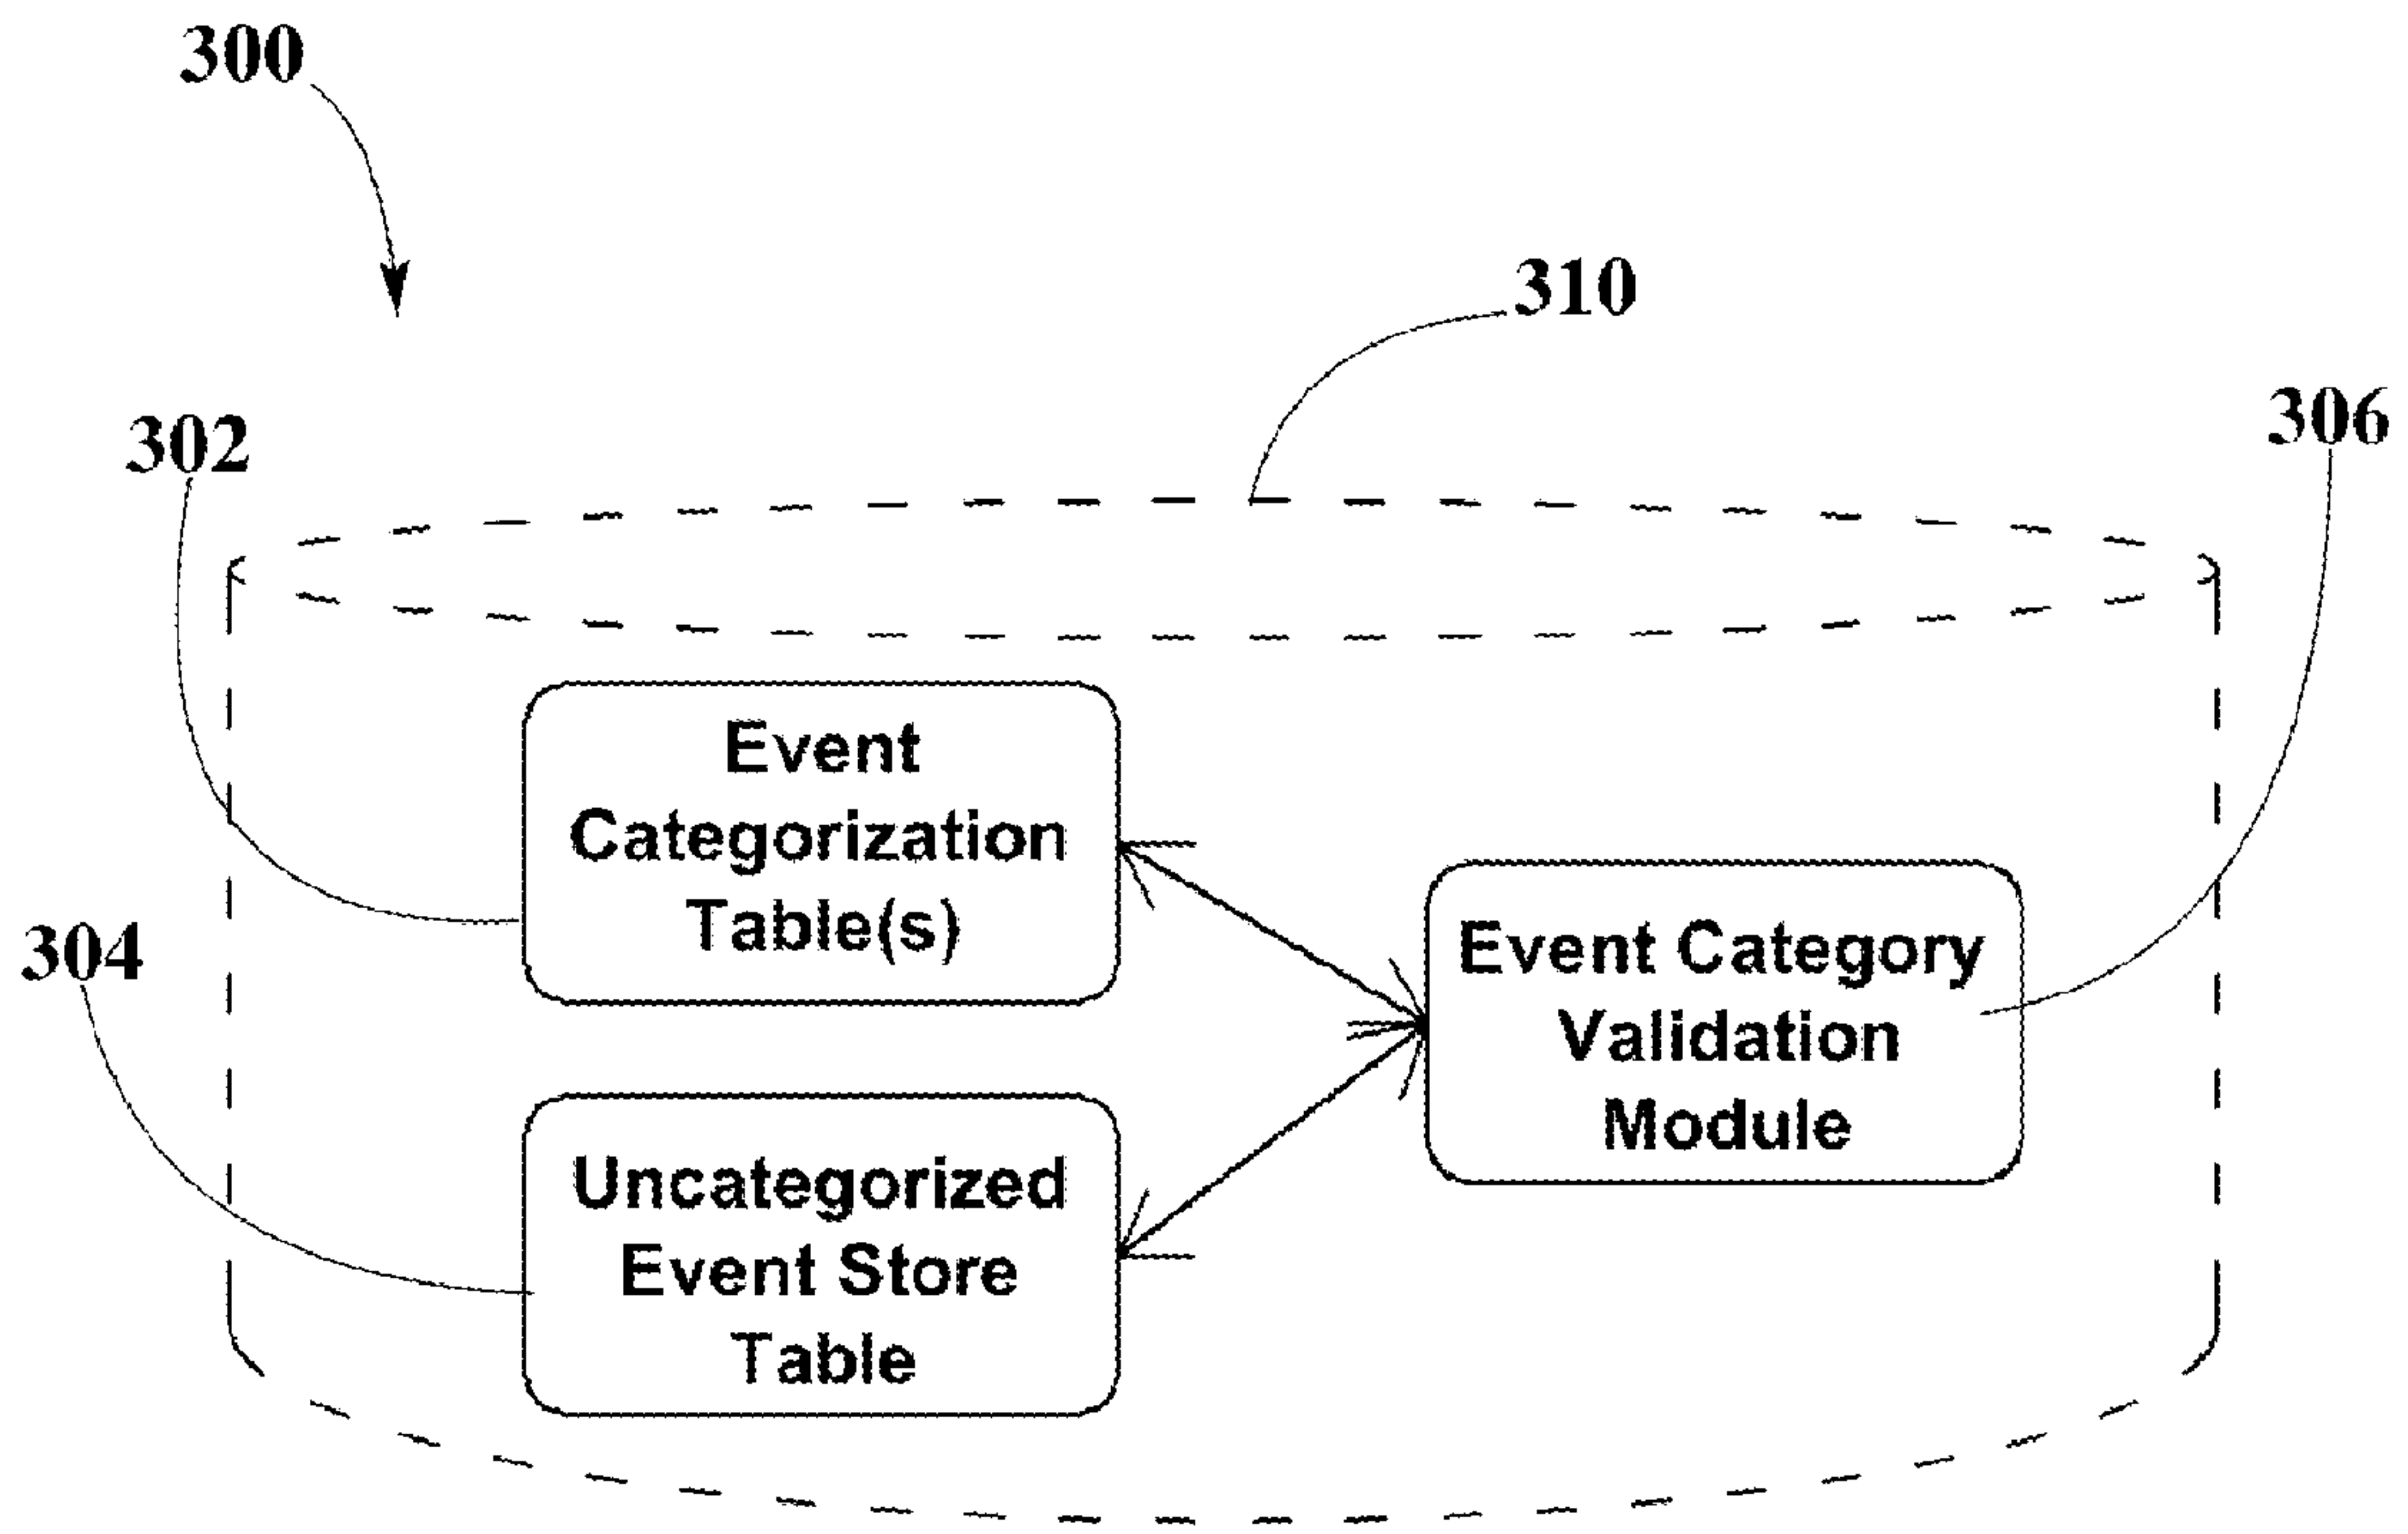 300
310
306
302
Event
Categorization
Table(s)
304
Event Category
Validation
Module
Uncategorized
Event Store
Table